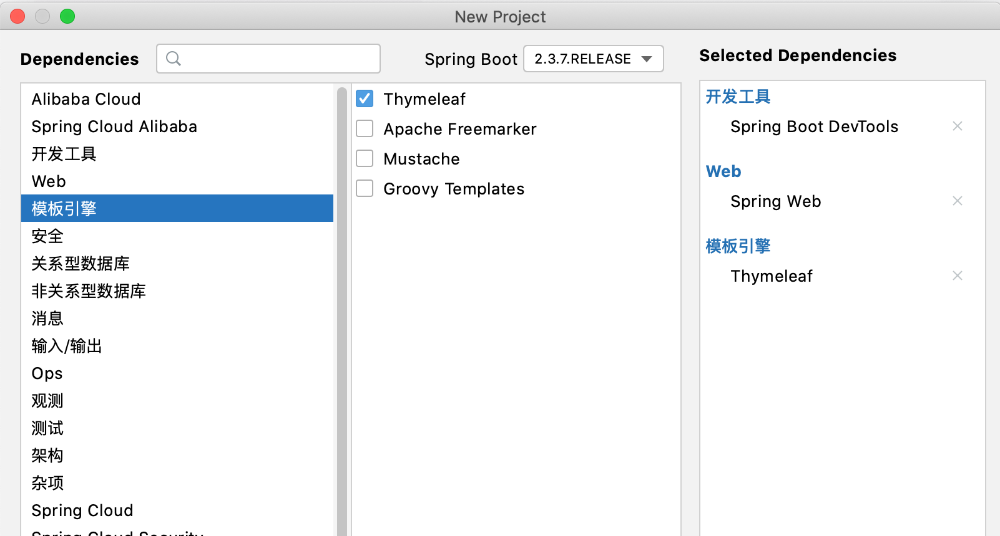 New Project
Dependencies
Spring Boot 2.3.7.RELEASE
Selected Dependencies
Alibaba Cloud
Spring Cloud Alibaba
开发工具
Web
模板引擎
安全
关系型数据库
非关系型数据库
消息
输入/输出
Ops
观测
测试
架构
杂项
Spring Cloud
Spring Cloud Security
Thymeleaf
Apache Freemarker
Mustache
Groovy Templates
开发工具
Spring Boot DevTools
Web
Spring Web
模板引擎
Thymeleaf